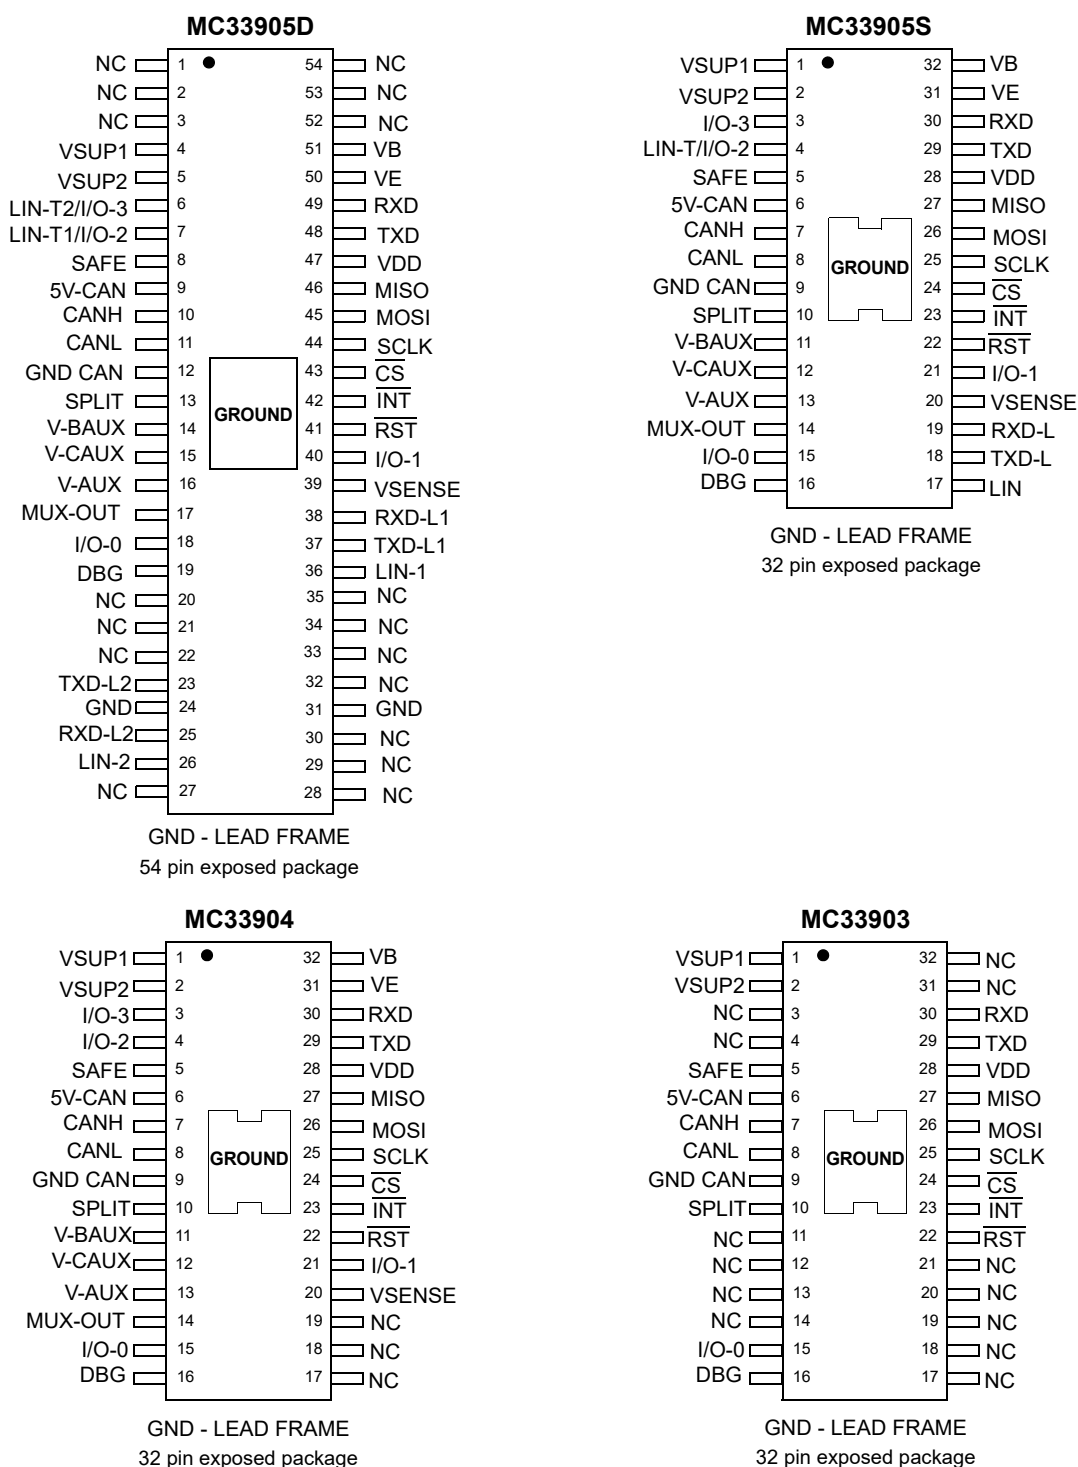 MC33905D
NC 1 54 NC
NC 2 53 NC
NC 3 52 NC
VSUP1 4 51 VB
VSUP2 5 50 VE
LIN-T2/I/O-3 6 49 RXD
LIN-T1/I/O-2 7 48 TXD
SAFE 8 47 VDD
5V-CAN 9 46 MISO
CANH 10 45 MOSI
CANL 11 44 SCLK
GND CAN 12 43 CS
SPLIT 13 42 INT
V-BAUX 14 41 RST
V-CAUX 15 40 I/O-1
V-AUX 16 39 VSENSE
MUX-OUT 17 38 RXD-L1
I/O-0 18 37 TXD-L1
DBG 19 36 LIN-1
NC 20 35 NC
NC 21 34 NC
NC 22 33 NC
TXD-L2 23 32 NC
GND 24 31 GND
RXD-L2 25 30 NC
LIN-2 26 29 NC
NC 27 28 NC
GROUND
GND - LEAD FRAME
54 pin exposed package
MC33905S
VSUP1 1 32 VB
VSUP2 2 31 VE
I/O-3 3 30 RXD
LIN-T/I/O-2 4 29 TXD
SAFE 5 28 VDD
5V-CAN 6 27 MISO
CANH 7 26 MOSI
CANL 8 25 SCLK
GND CAN 9 24 CS
SPLIT 10 23 INT
V-BAUX 11 22 RST
V-CAUX 12 21 I/O-1
V-AUX 13 20 VSENSE
MUX-OUT 14 19 RXD-L
I/O-0 15 18 TXD-L
DBG 16 17 LIN
GROUND
GND - LEAD FRAME
32 pin exposed package
MC33904
VSUP1 1 32 VB
VSUP2 2 31 VE
I/O-3 3 30 RXD
I/O-2 4 29 TXD
SAFE 5 28 VDD
5V-CAN 6 27 MISO
CANH 7 26 MOSI
CANL 8 25 SCLK
GND CAN 9 24 CS
SPLIT 10 23 INT
V-BAUX 11 22 RST
V-CAUX 12 21 I/O-1
V-AUX 13 20 VSENSE
MUX-OUT 14 19 NC
I/O-0 15 18 NC
DBG 16 17 NC
GROUND
GND - LEAD FRAME
32 pin exposed package
MC33903
VSUP1 1 32 NC
VSUP2 2 31 NC
NC 3 30 RXD
NC 4 29 TXD
SAFE 5 28 VDD
5V-CAN 6 27 MISO
CANH 7 26 MOSI
CANL 8 25 SCLK
GND CAN 9 24 CS
SPLIT 10 23 INT
NC 11 22 RST
NC 12 21 NC
NC 13 20 NC
NC 14 19 NC
I/O-0 15 18 NC
DBG 16 17 NC
GROUND
GND - LEAD FRAME
32 pin exposed package